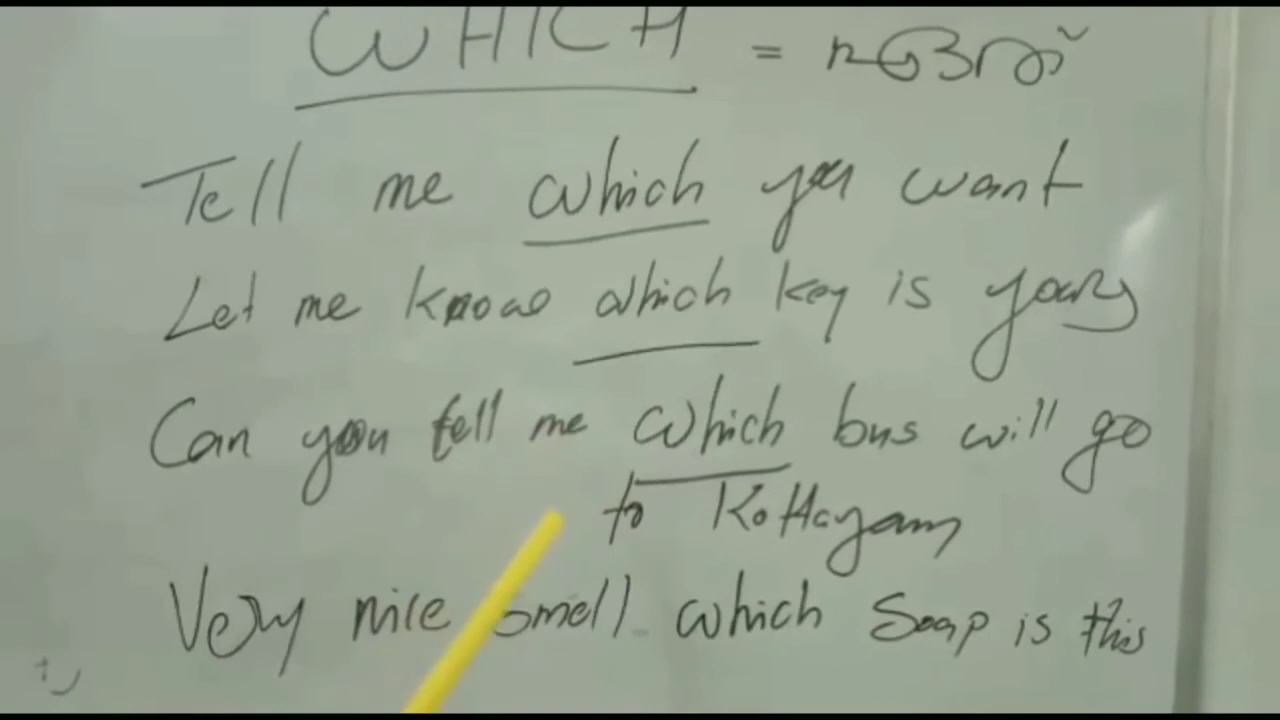 WHICH =
Tell me which you want
Let me know which key is yours
Can you tell me which bus will go
to Kottayam
Very nice smell which soap is this